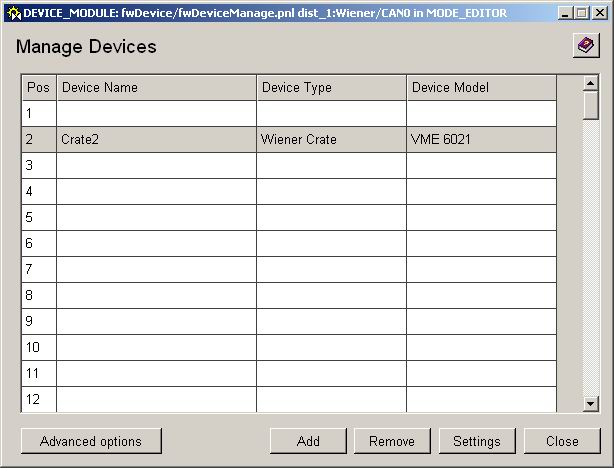 DEVICE_MODULE: fwDevice/fwDeviceManage.pnl dist_1:Wiener/CAN0 in MODE_EDITOR
Manage Devices
Pos Device Name Device Type Device Model
1
2 Crate2 Wiener Crate VME 6021
3
4
5
6
7
8
9
10
11
12
Advanced options Add Remove Settings Close